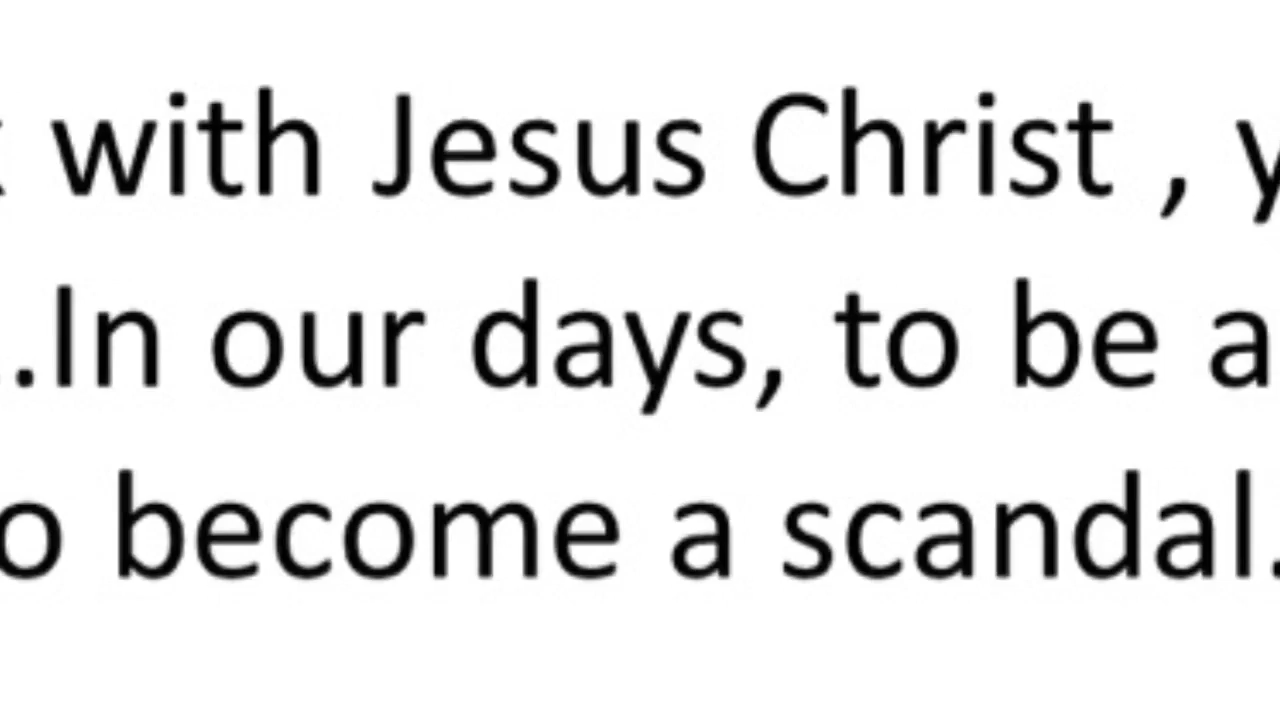 with Jesus Christ ,
.In our days, to be a
become a scandal.